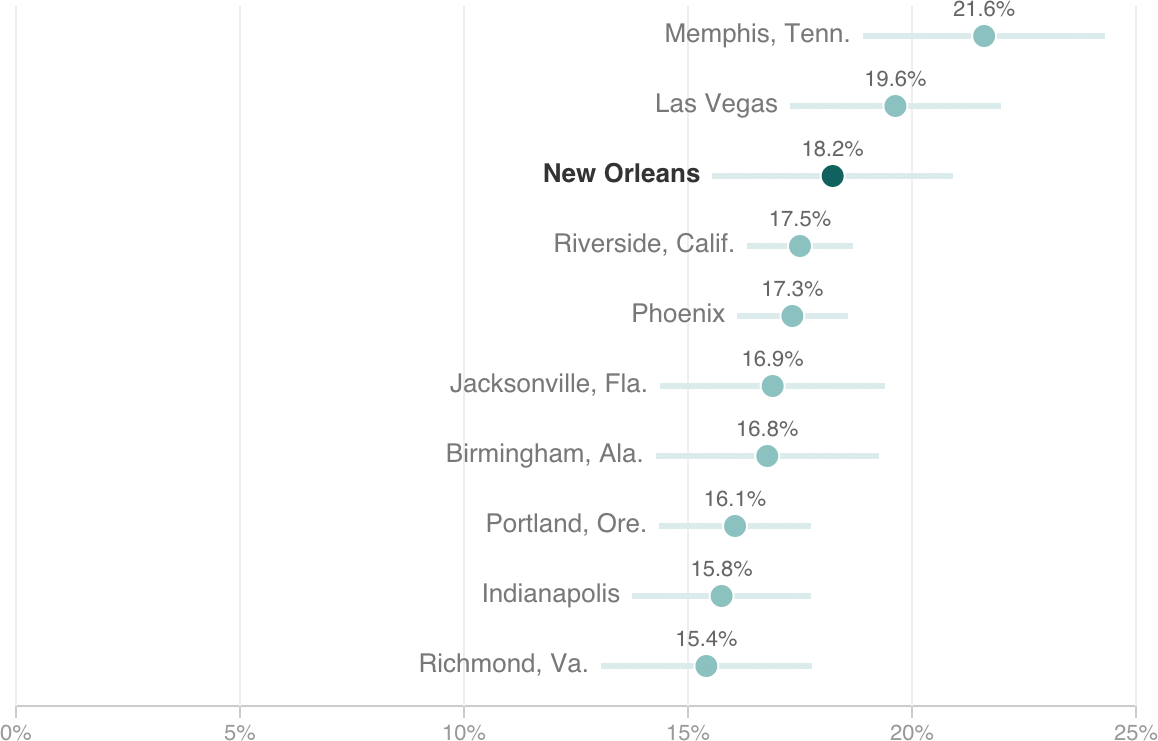 21.6%
Memphis, Tenn.
19.6%
Las Vegas
18.2%
New Orleans
17.5%
Riverside, Calif.
17.3%
Phoenix
16.9%
Jacksonville, Fla.
16.8%
Birmingham, Ala.
16.1%
Portland, Ore.
15.8%
Indianapolis
15.4%
Richmond, Va.
0% 5% 10% 15% 20% 25%